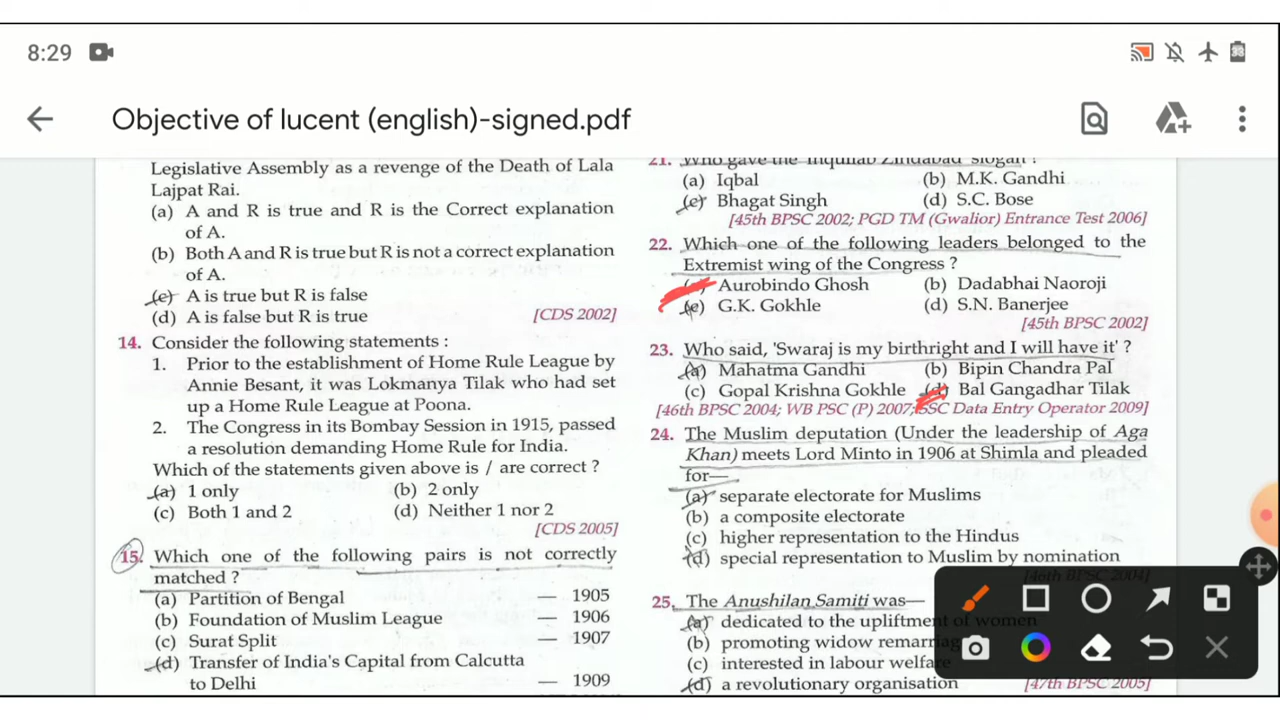 8:29
38
Objective of lucent (english)-signed.pdf
Legislative Assembly as a revenge of the Death of Lala
Lajpat Rai.
(a) A and R is true and R is the Correct explanation
of A.
(b) Both A and R is true but R is not a correct explanation
of A.
(c) A is true but R is false
(d) A is false but R is true [CDS 2002]
14. Consider the following statements :
1. Prior to the establishment of Home Rule League by
Annie Besant, it was Lokmanya Tilak who had set
up a Home Rule League at Poona.
2. The Congress in its Bombay Session in 1915, passed
a resolution demanding Home Rule for India.
Which of the statements given above is / are correct ?
(a) 1 only (b) 2 only
(c) Both 1 and 2 (d) Neither 1 nor 2
[CDS 2005]
15. Which one of the following pairs is not correctly
matched ?
(a) Partition of Bengal — 1905
(b) Foundation of Muslim League — 1906
(c) Surat Split — 1907
(d) Transfer of India's Capital from Calcutta
to Delhi — 1909
21. Who gave the 'Inquilab Zindabad' slogan ?
(a) Iqbal (b) M.K. Gandhi
(c) Bhagat Singh (d) S.C. Bose
[45th BPSC 2002; PGD TM (Gwalior) Entrance Test 2006]
22. Which one of the following leaders belonged to the
Extremist wing of the Congress ?
Aurobindo Ghosh (b) Dadabhai Naoroji
(c) G.K. Gokhle (d) S.N. Banerjee
[45th BPSC 2002]
23. Who said, 'Swaraj is my birthright and I will have it' ?
(a) Mahatma Gandhi (b) Bipin Chandra Pal
(c) Gopal Krishna Gokhle (d) Bal Gangadhar Tilak
[46th BPSC 2004; WB PSC (P) 2007; SSC Data Entry Operator 2009]
24. The Muslim deputation (Under the leadership of Aga
Khan) meets Lord Minto in 1906 at Shimla and pleaded
for—
(a) separate electorate for Muslims
(b) a composite electorate
(c) higher representation to the Hindus
(d) special representation to Muslim by nomination
[46th BPSC 2004]
25. The Anushilan Samiti was—
(a) dedicated to the upliftment of women
(b) promoting widow remarriag
(c) interested in labour welfare
(d) a revolutionary organisation [47th BPSC 2005]